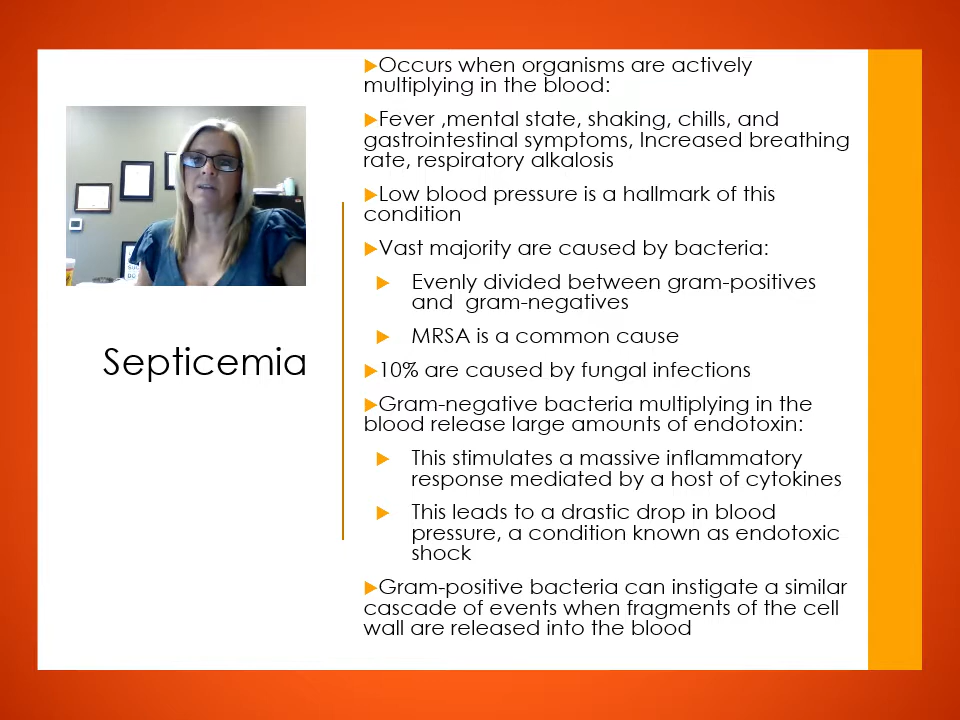 Septicemia
▶Occurs when organisms are actively
multiplying in the blood:
▶Fever ,mental state, shaking, chills, and
gastrointestinal symptoms, Increased breathing
rate, respiratory alkalosis
▶Low blood pressure is a hallmark of this
condition
▶Vast majority are caused by bacteria:
▶ Evenly divided between gram-positives
and gram-negatives
▶ MRSA is a common cause
▶10% are caused by fungal infections
▶Gram-negative bacteria multiplying in the
blood release large amounts of endotoxin:
▶ This stimulates a massive inflammatory
response mediated by a host of cytokines
▶ This leads to a drastic drop in blood
pressure, a condition known as endotoxic
shock
▶Gram-positive bacteria can instigate a similar
cascade of events when fragments of the cell
wall are released into the blood